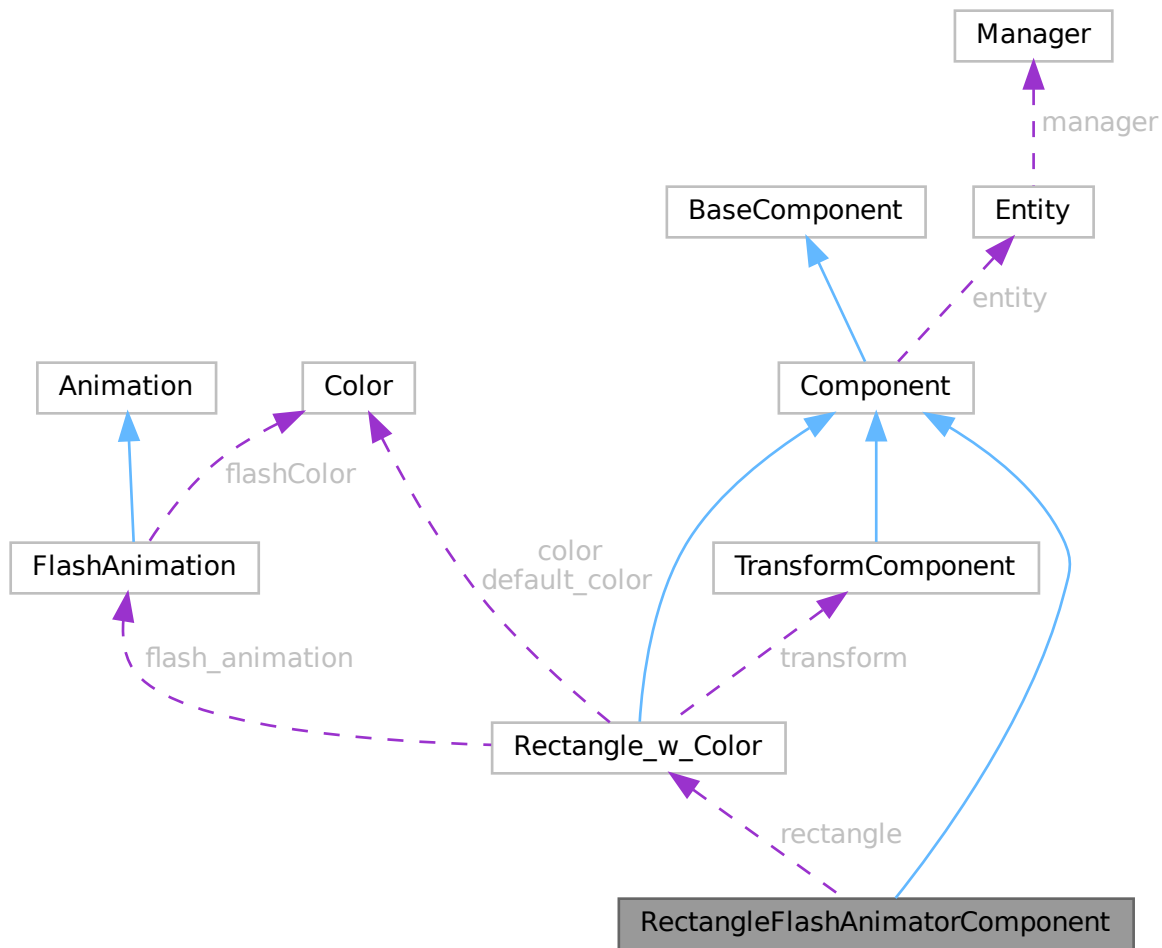 Manager
manager
BaseComponent
Entity
entity
Animation
Color
Component
flashColor
color
default_color
FlashAnimation
TransformComponent
flash_animation
transform
Rectangle_w_Color
rectangle
RectangleFlashAnimatorComponent